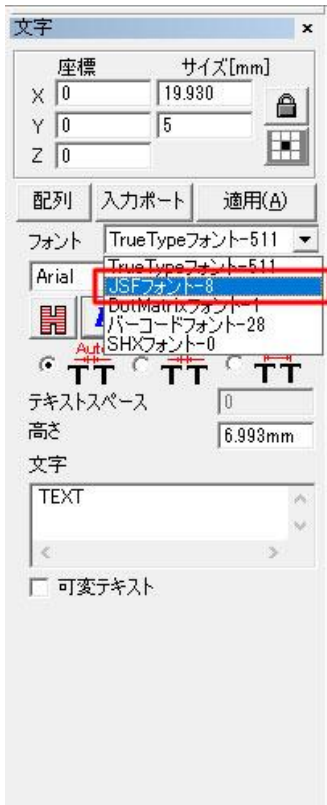 文字 ×
座標 サイズ[mm]
X 0 19.930
Y 0 5
Z 0
配列 入力ポート 適用(A)
フォント TrueTypeフォント-511
TrueTypeフォント-511
Arial JSFフォント-8
DotMatrixフォント-1
バーコードフォント-28
SHXフォント-0
Auto
TT TT TT
テキストスペース 0
高さ 6.993mm
文字
TEXT
可変テキスト